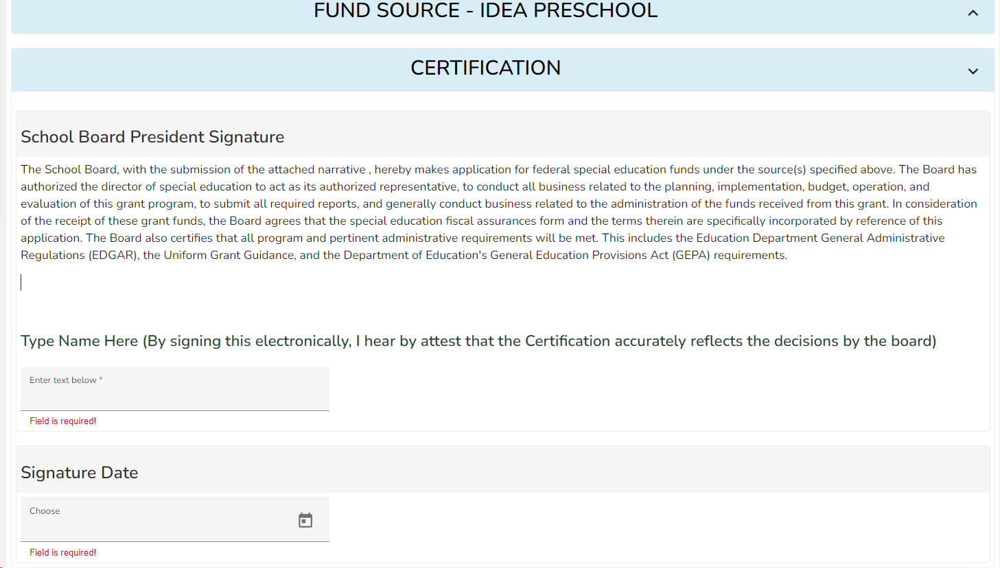 FUND SOURCE - IDEA PRESCHOOL
CERTIFICATION
School Board President Signature
The School Board, with the submission of the attached narrative , hereby makes application for federal special education funds under the source(s) specified above. The Board has
authorized the director of special education to act as its authorized representative, to conduct all business related to the planning, implementation, budget, operation, and
evaluation of this grant program, to submit all required reports, and generally conduct business related to the administration of the funds received from this grant. In consideration
of the receipt of these grant funds, the Board agrees that the special education fiscal assurances form and the terms therein are specifically incorporated by reference of this
application. The Board also certifies that all program and pertinent administrative requirements will be met. This includes the Education Department General Administrative
Regulations (EDGAR), the Uniform Grant Guidance, and the Department of Education's General Education Provisions Act (GEPA) requirements.
Type Name Here (By signing this electronically, I hear by attest that the Certification accurately reflects the decisions by the board)
Enter text below *
Field is required!
Signature Date
Choose
Field is required!